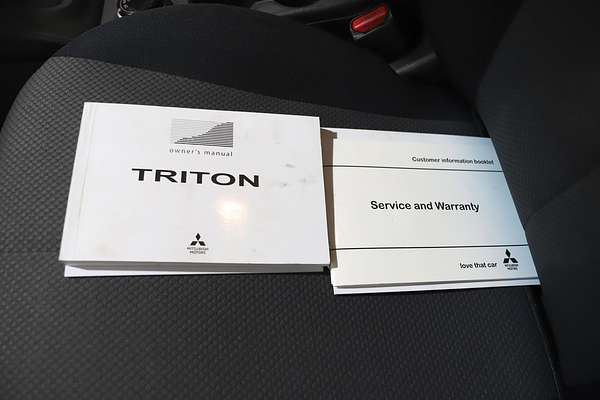 owner's manual
TRITON
MITSUBISHI
MOTORS
Customer information booklet
Service and Warranty
love that car
MITSUBISHI
MOTORS